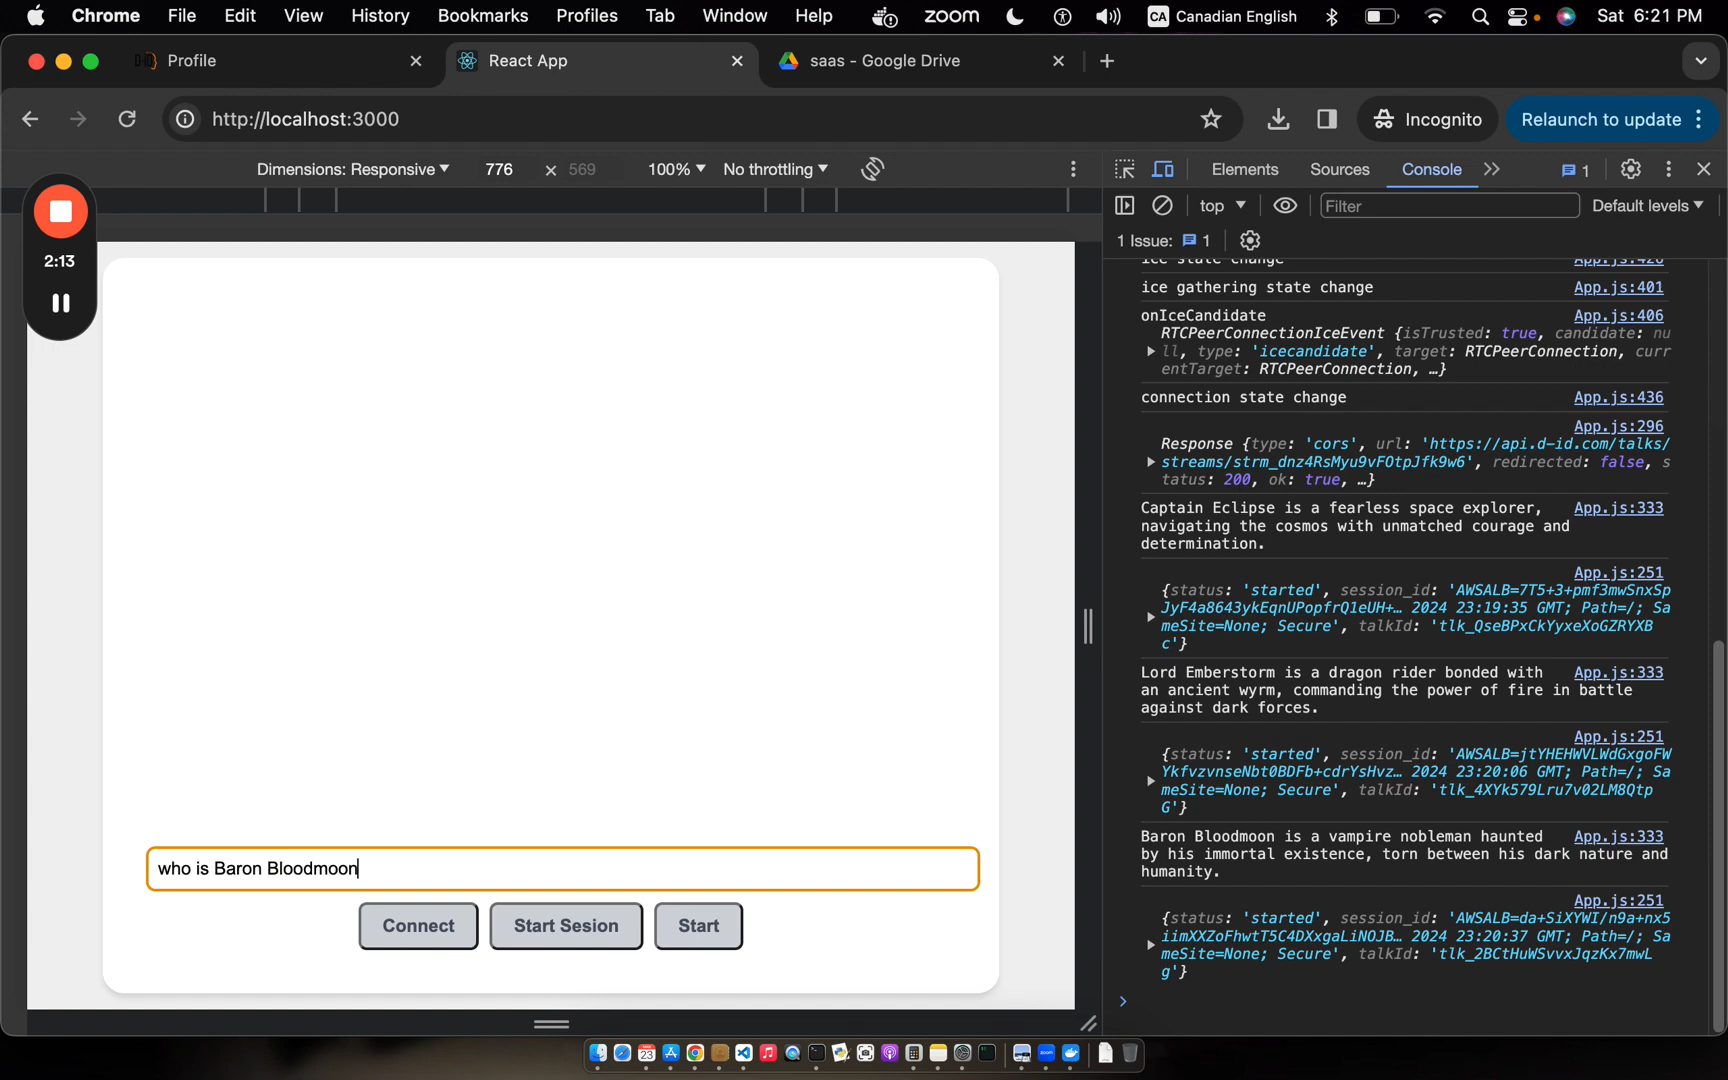 Chrome File Edit View History Bookmarks Profiles Tab Window Help zoom CA Canadian English Sat 6:21 PM
Profile React App saas - Google Drive
http://localhost:3000 Incognito Relaunch to update
Dimensions: Responsive 776 × 569 100% No throttling Elements Sources Console 1
top Filter Default levels
1 Issue: 1
2:13
ice state change App.js:426
ice gathering state change App.js:401
onIceCandidate App.js:406
RTCPeerConnectionIceEvent {isTrusted: true, candidate: nu
ll, type: 'icecandidate', target: RTCPeerConnection, curr
entTarget: RTCPeerConnection, …}
connection state change App.js:436
App.js:296
Response {type: 'cors', url: 'https://api.d-id.com/talks/
streams/strm_dnz4RsMyu9vFOtpJfk9w6', redirected: false, s
tatus: 200, ok: true, …}
Captain Eclipse is a fearless space explorer, App.js:333
navigating the cosmos with unmatched courage and
determination.
App.js:251
{status: 'started', session_id: 'AWSALB=7T5+3+pmf3mwSnxSp
JyF4a8643ykEqnUPopfrQ1eUH+… 2024 23:19:35 GMT; Path=/; Sa
meSite=None; Secure', talkId: 'tlk_QseBPxCkYyxeXoGZRYXB
c'}
Lord Emberstorm is a dragon rider bonded with App.js:333
an ancient wyrm, commanding the power of fire in battle
against dark forces.
App.js:251
{status: 'started', session_id: 'AWSALB=jtYHEHWVLWdGxgoFW
YkfvzvnseNbt0BDFb+cdrYsHvz… 2024 23:20:06 GMT; Path=/; Sa
meSite=None; Secure', talkId: 'tlk_4XYk579Lru7v02LM8Qtp
G'}
Baron Bloodmoon is a vampire nobleman haunted App.js:333
by his immortal existence, torn between his dark nature and
humanity.
App.js:251
{status: 'started', session_id: 'AWSALB=da+SiXYWI/n9a+nx5
iimXXZoFhwtT5C4DXxgaLiNQJB… 2024 23:20:37 GMT; Path=/; Sa
meSite=None; Secure', talkId: 'tlk_2BCtHuWSvvxJqzKx7mwL
g'}
who is Baron Bloodmoon
Connect Start Sesion Start